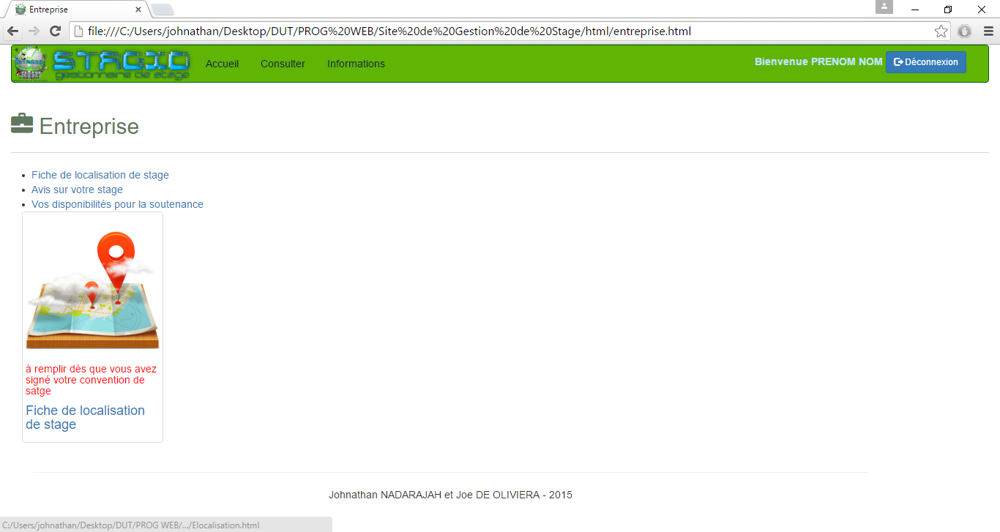 Entreprise
file:///C:/Users/johnathan/Desktop/DUT/PROG%20WEB/Site%20de%20Gestion%20de%20Stage/html/entreprise.html
STAGIO
gestionnaire de stage
Accueil Consulter Informations
Bienvenue PRENOM NOM Déconnexion
Entreprise
• Fiche de localisation de stage
• Avis sur votre stage
• Vos disponibilités pour la soutenance
à remplir dès que vous avez
signé votre convention de
satge
Fiche de localisation
de stage
Johnathan NADARAJAH et Joe DE OLIVIERA - 2015
C:/Users/johnathan/Desktop/DUT/PROG WEB/.../Elocalisation.html